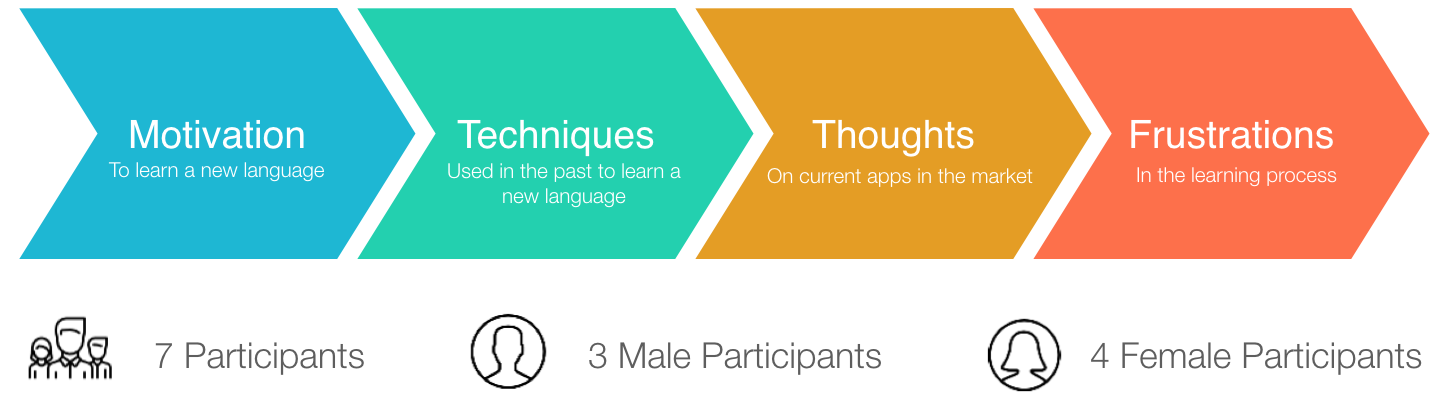 Motivation
To learn a new language
Techniques
Used in the past to learn a
new language
Thoughts
On current apps in the market
Frustrations
In the learning process
7 Participants
3 Male Participants
4 Female Participants